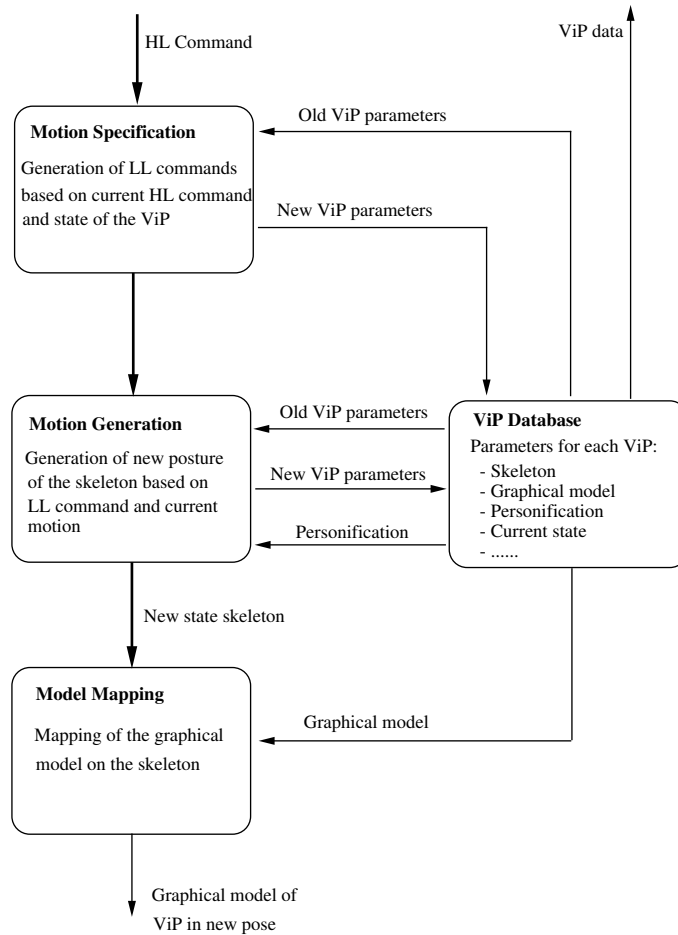 HL Command
ViP data
Motion Specification
Generation of LL commands
based on current HL command
and state of the ViP
Old ViP parameters
New ViP parameters
Motion Generation
Generation of new posture
of the skeleton based on
LL command and current
motion
Old ViP parameters
New ViP parameters
Personification
ViP Database
Parameters for each ViP:
- Skeleton
- Graphical model
- Personification
- Current state
- ......
New state skeleton
Model Mapping
Mapping of the graphical
model on the skeleton
Graphical model
Graphical model of
ViP in new pose